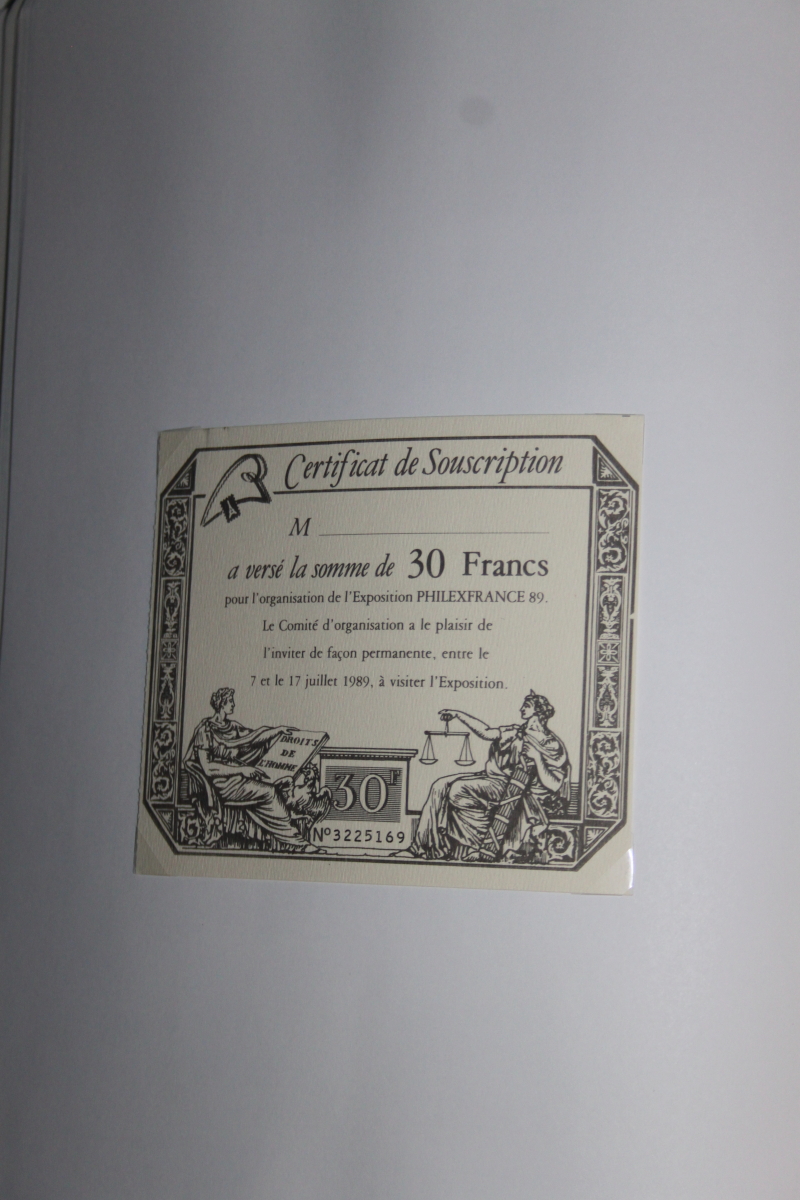 Certificat de Souscription
M
a versé la somme de 30 Francs
pour l'organisation de l'Exposition PHILEXFRANCE 89.
Le Comité d'organisation a le plaisir de
l'inviter de façon permanente, entre le
7 et le 17 juillet 1989, à visiter l'Exposition.
DROITS
DE
L'HOMME
30F
Nº3225169